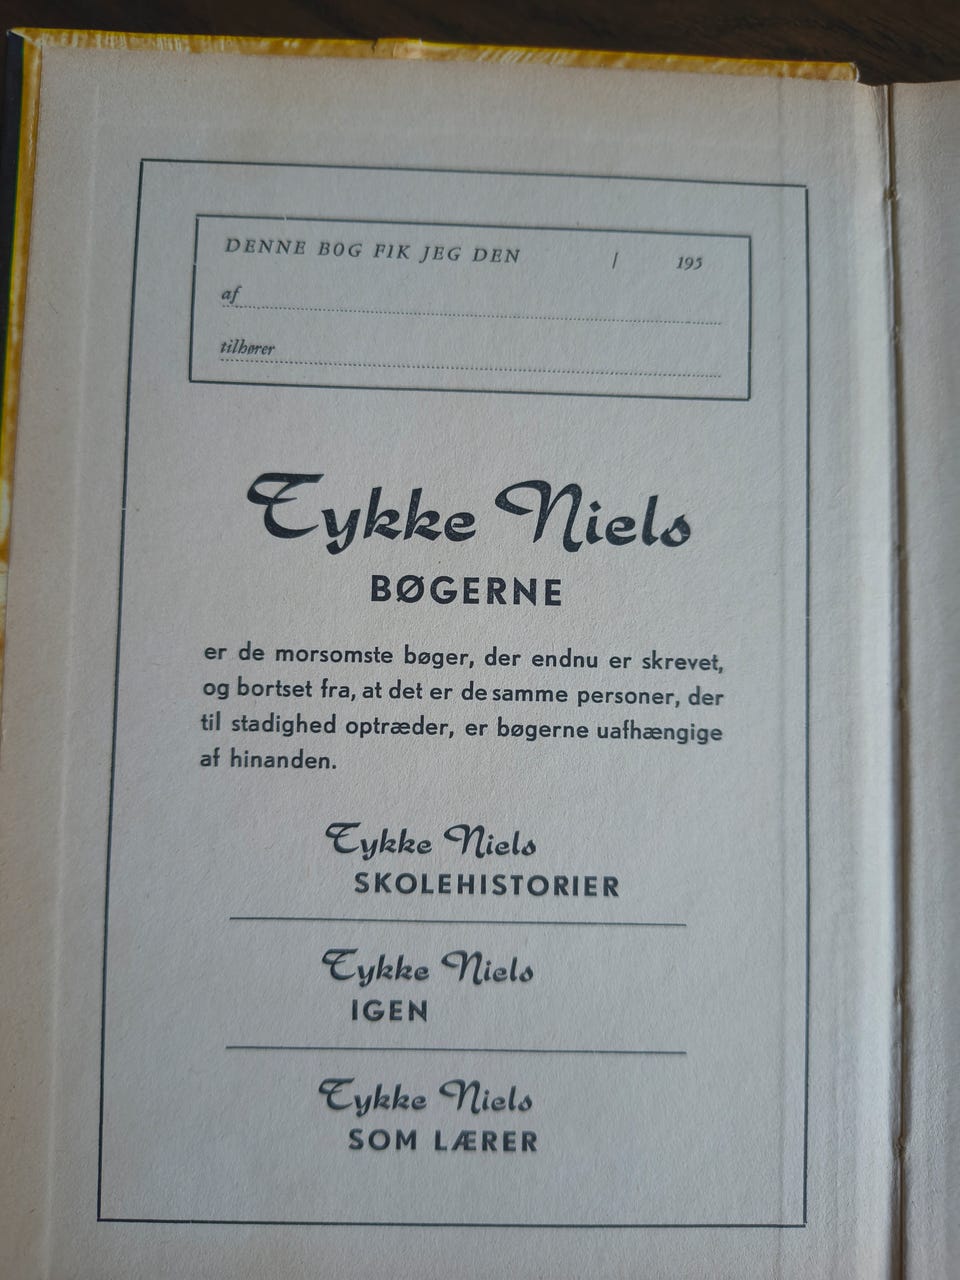 DENNE BOG FIK JEG DEN / 195
af
tilhører
Tykke Niels
BØGERNE
er de morsomste bøger, der endnu er skrevet,
og bortset fra, at det er de samme personer, der
til stadighed optræder, er bøgerne uafhængige
af hinanden.
Tykke Niels
SKOLEHISTORIER
Tykke Niels
IGEN
Tykke Niels
SOM LÆRER